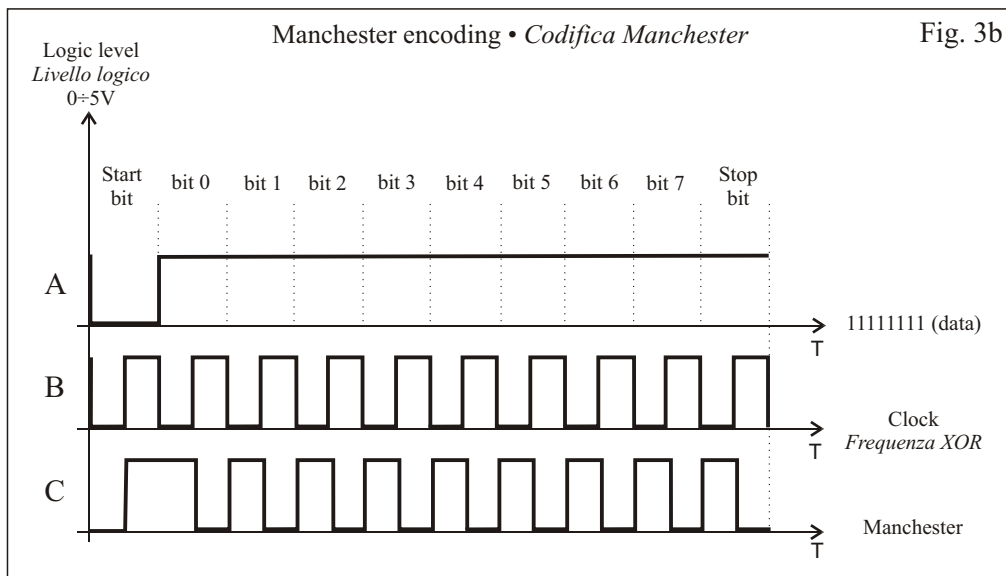 Manchester encoding • Codifica Manchester
Fig. 3b
Logic level
Livello logico
0÷5V
Start
bit
bit 0
bit 1
bit 2
bit 3
bit 4
bit 5
bit 6
bit 7
Stop
bit
A
11111111 (data)
T
B
Clock
Frequenza XOR
T
C
Manchester
T